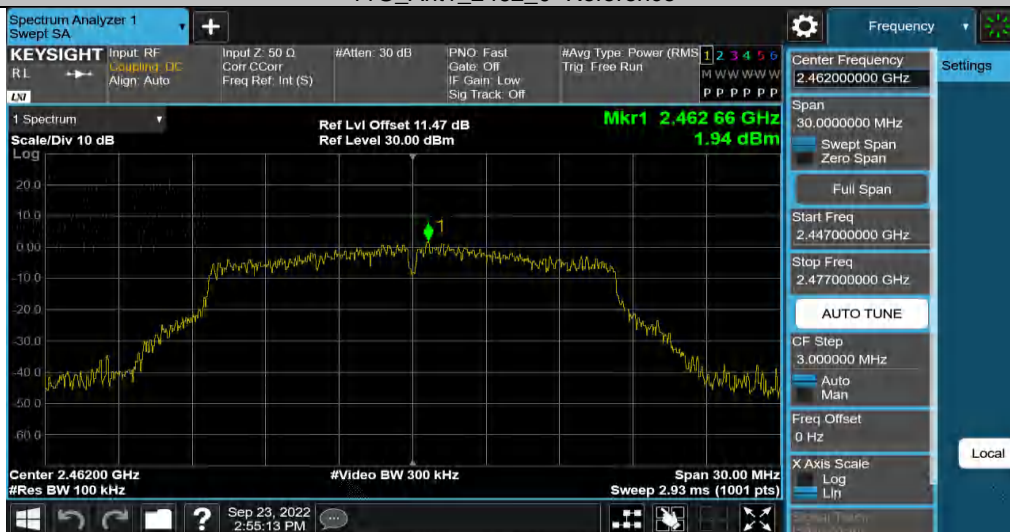 Spectrum Analyzer 1
Swept SA
Frequency
KEYSIGHT
RL
LXI
Input: RF
Coupling: DC
Align: Auto
Input Z: 50 Ω
Corr CCorr
Freq Ref: Int (S)
#Atten: 30 dB
PNO: Fast
Gate: Off
IF Gain: Low
Sig Track: Off
#Avg Type: Power (RMS
Trig: Free Run
1 2 3 4 5 6
M W W W W W
P P P P P P
1 Spectrum
Scale/Div 10 dB
Log
Ref Lvl Offset 11.47 dB
Ref Level 30.00 dBm
Mkr1 2.462 66 GHz
1.94 dBm
20.0
10.0
0.00
-10.0
-20.0
-30.0
-40.0
-50.0
-60.0
1
Center 2.46200 GHz
#Res BW 100 kHz
#Video BW 300 kHz
Span 30.00 MHz
Sweep 2.93 ms (1001 pts)
Sep 23, 2022
2:55:13 PM
Center Frequency
2.462000000 GHz
Span
30.0000000 MHz
Swept Span
Zero Span
Full Span
Start Freq
2.447000000 GHz
Stop Freq
2.477000000 GHz
AUTO TUNE
CF Step
3.000000 MHz
Auto
Man
Freq Offset
0 Hz
X Axis Scale
Log
Lin
Settings
Local